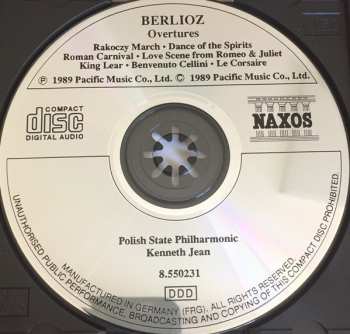 BERLIOZ
Overtures
Rakoczy March · Dance of the Spirits
Roman Carnival · Love Scene from Romeo & Juliet
King Lear · Benvenuto Cellini · Le Corsaire
℗ 1989 Pacific Music Co., Ltd. © 1989 Pacific Music Co., Ltd.
COMPACT
disc
DIGITAL AUDIO
NAXOS
Polish State Philharmonic
Kenneth Jean
8.550231
DDD
MANUFACTURED IN GERMANY (FRG). ALL RIGHTS RESERVED.
UNAUTHORISED PUBLIC PERFORMANCE, BROADCASTING AND COPYING OF THIS COMPACT DISC PROHIBITED.